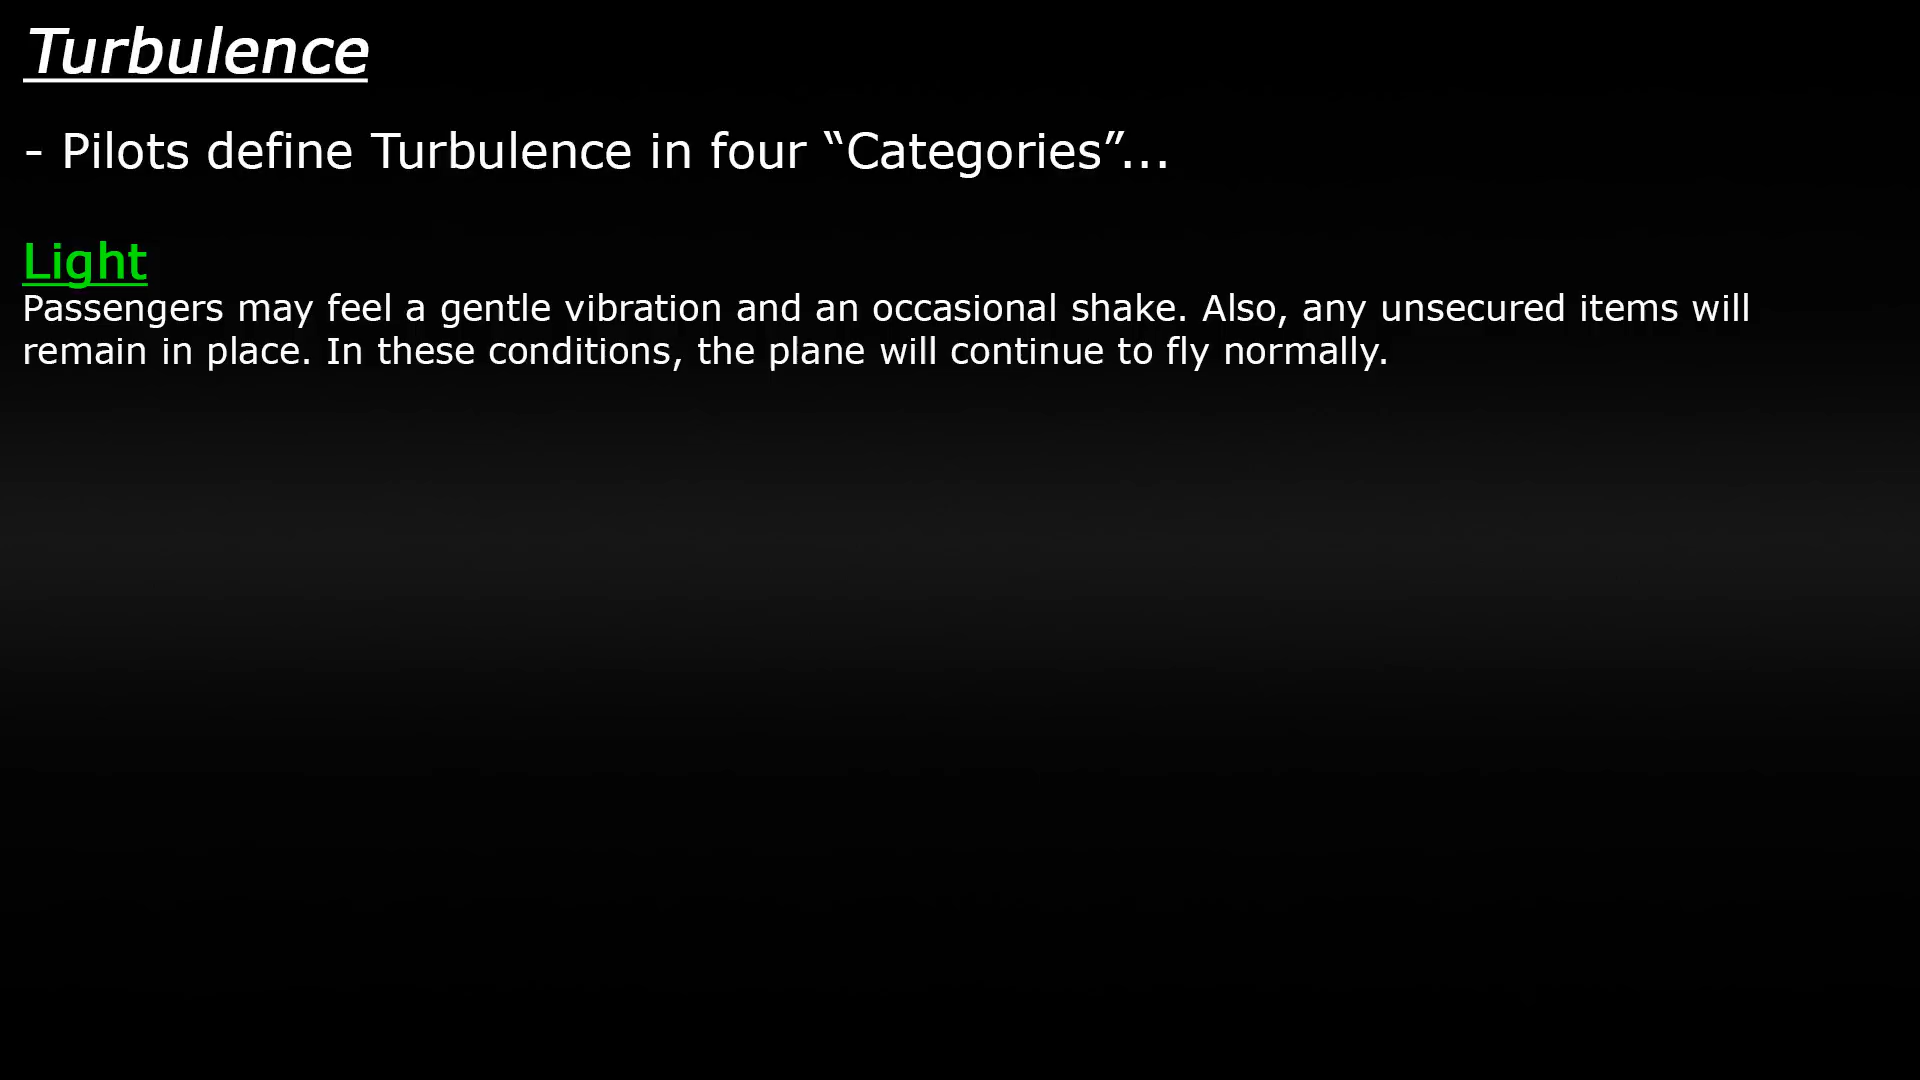 Turbulence
- Pilots define Turbulence in four “Categories”...
Light
Passengers may feel a gentle vibration and an occasional shake. Also, any unsecured items will
remain in place. In these conditions, the plane will continue to fly normally.